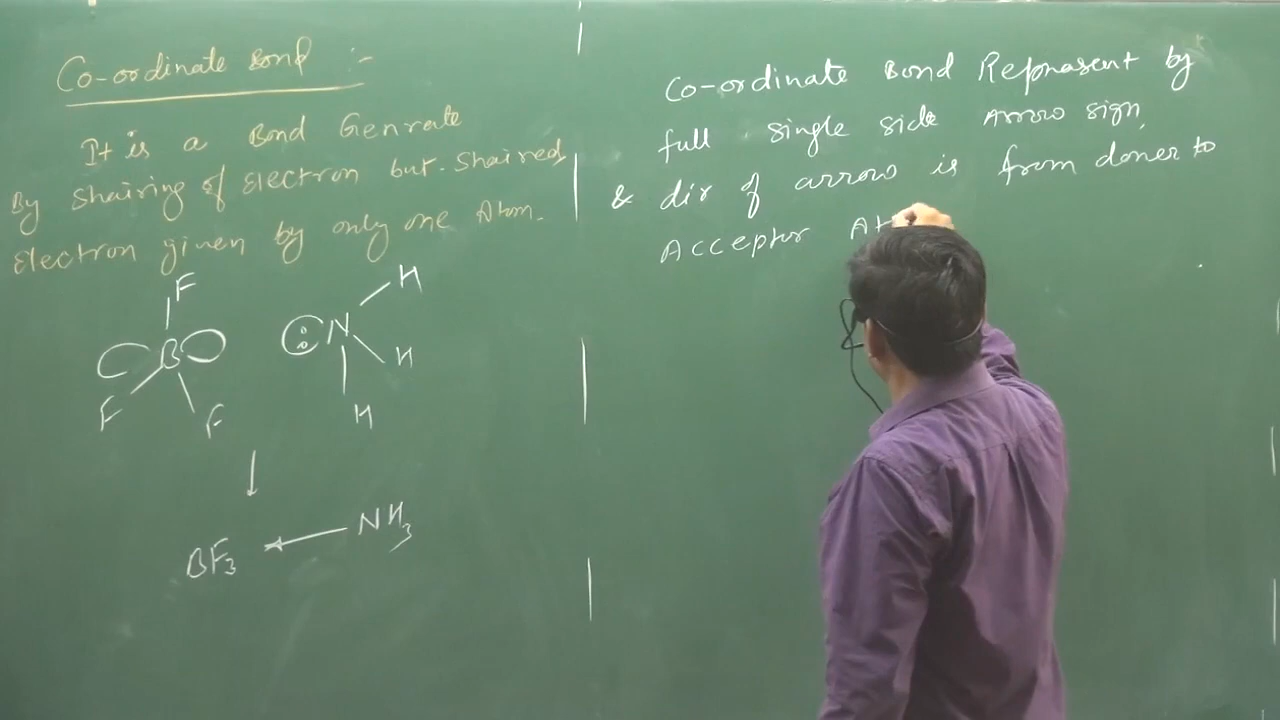 Co-ordinate Bond :-
It is a Bond Genrate
By Shairing of Electron but-Shaired
Electron given by only one Atom.
F
B
F
F
N
H
H
H
BF3
NH3
Co-ordinate Bond Reprasent by
full single side Arrow sign,
& dir of arrow is from doner to
Acceptor At